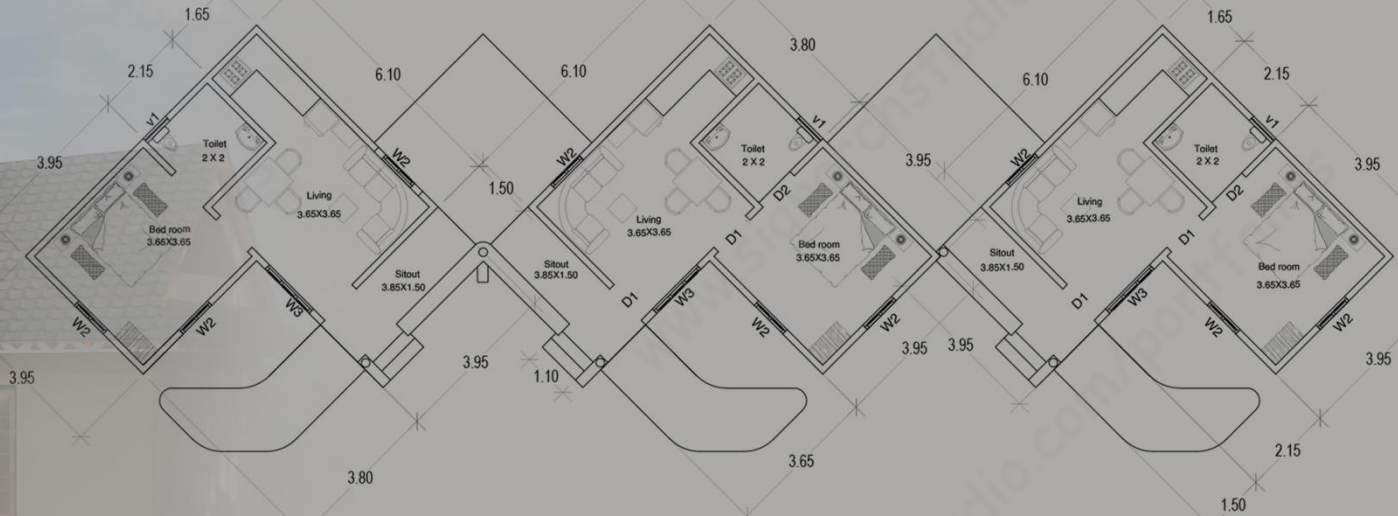 1.65
2.15
3.95
3.95
v1
Toilet
2 X 2
Bed room
3.65X3.65
W2
W2
W3
Living
3.65X3.65
W2
6.10
Sitout
3.85X1.50
3.80
3.95
1.50
6.10
W2
Living
3.65X3.65
Sitout
3.85X1.50
D1
1.10
W3
D1
D2
Toilet
2 X 2
v1
3.80
Bed room
3.65X3.65
W2
W2
3.95
3.65
3.95
3.95
6.10
W2
Living
3.65X3.65
Sitout
3.85X1.50
D1
W3
D1
D2
Toilet
2 X 2
v1
1.65
2.15
3.95
Bed room
3.65X3.65
W2
W2
3.95
2.15
1.50